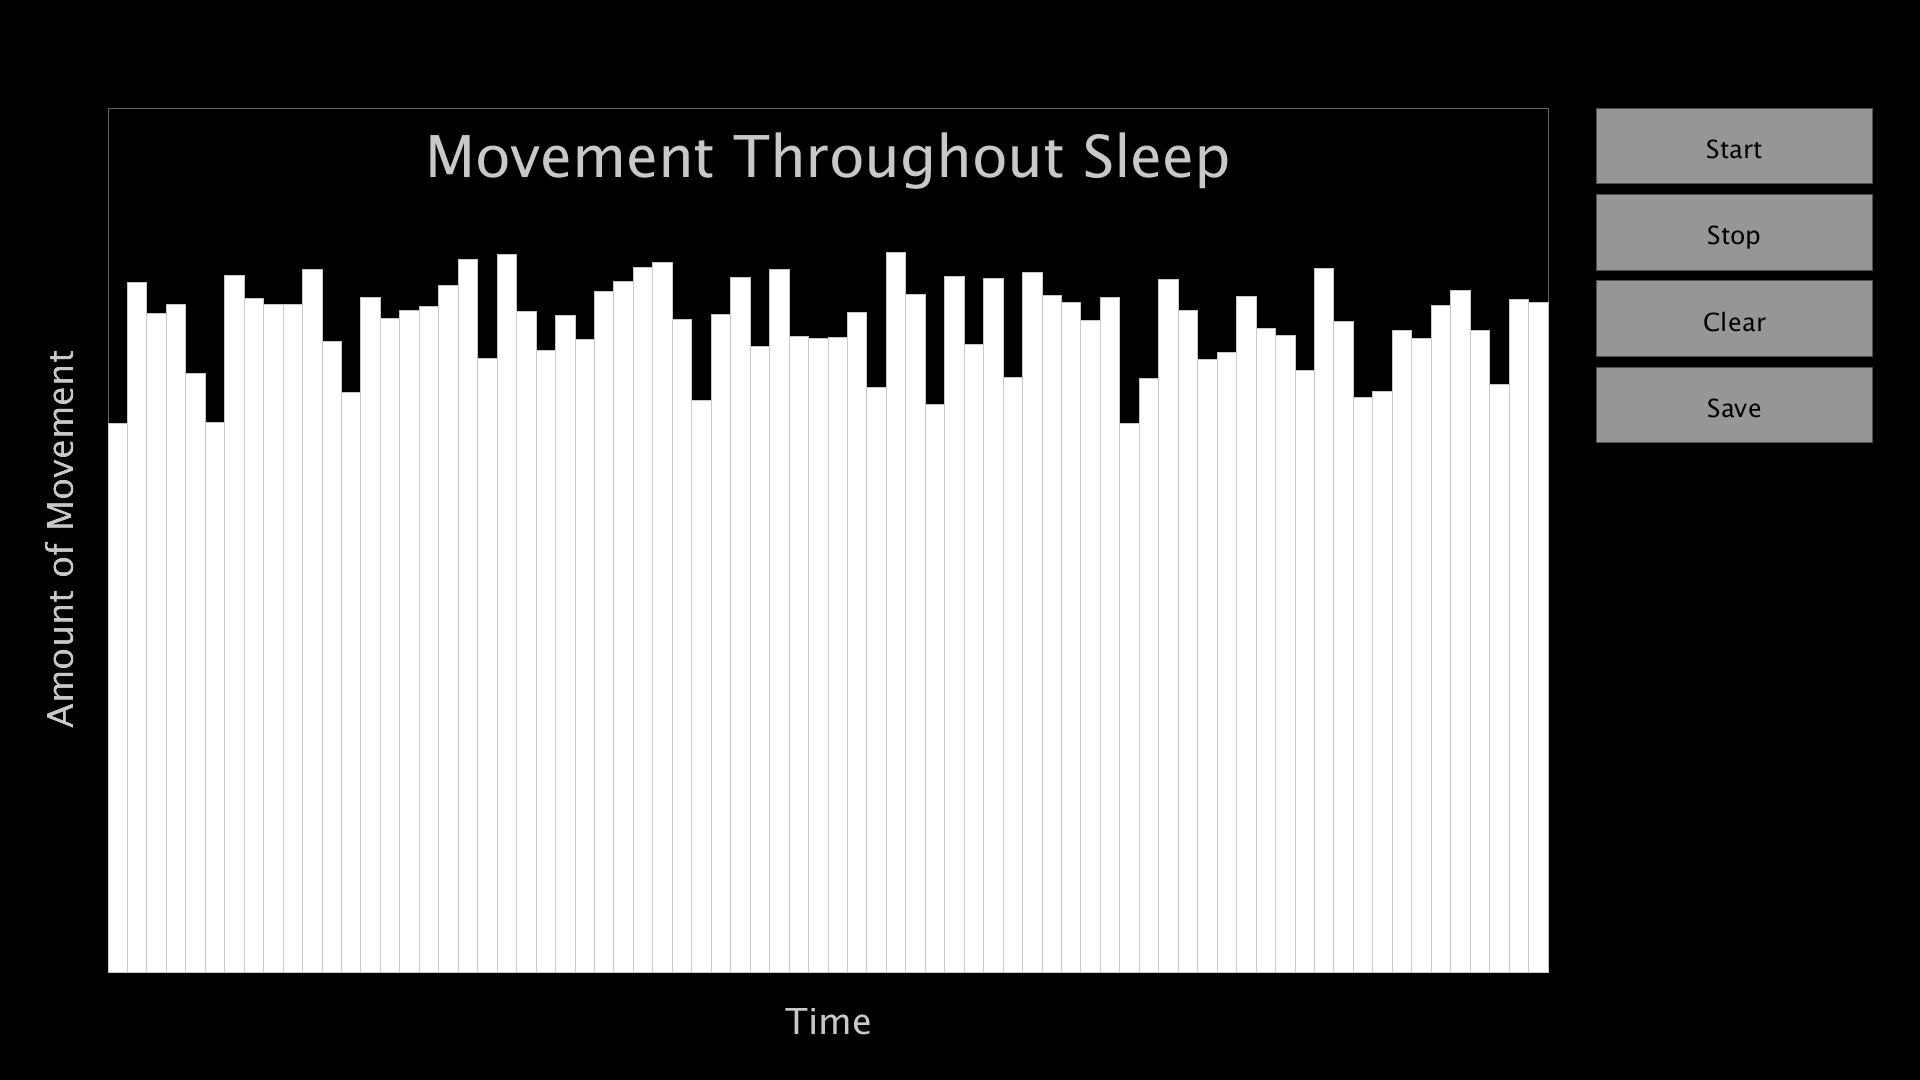 Movement Throughout Sleep
Amount of Movement
Time
Start
Stop
Clear
Save